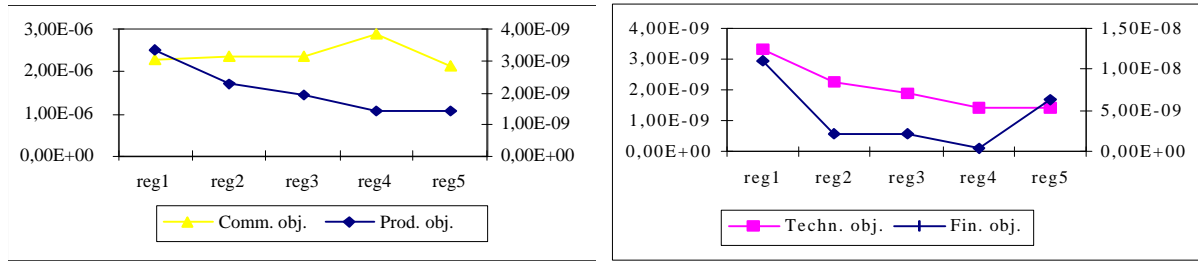 3,00E-06
2,00E-06
1,00E-06
0,00E+00
4,00E-09
3,00E-09
2,00E-09
1,00E-09
0,00E+00
reg1 reg2 reg3 reg4 reg5
Comm. obj. Prod. obj.
4,00E-09
3,00E-09
2,00E-09
1,00E-09
0,00E+00
1,50E-08
1,00E-08
5,00E-09
0,00E+00
reg1 reg2 reg3 reg4 reg5
Techn. obj. Fin. obj.